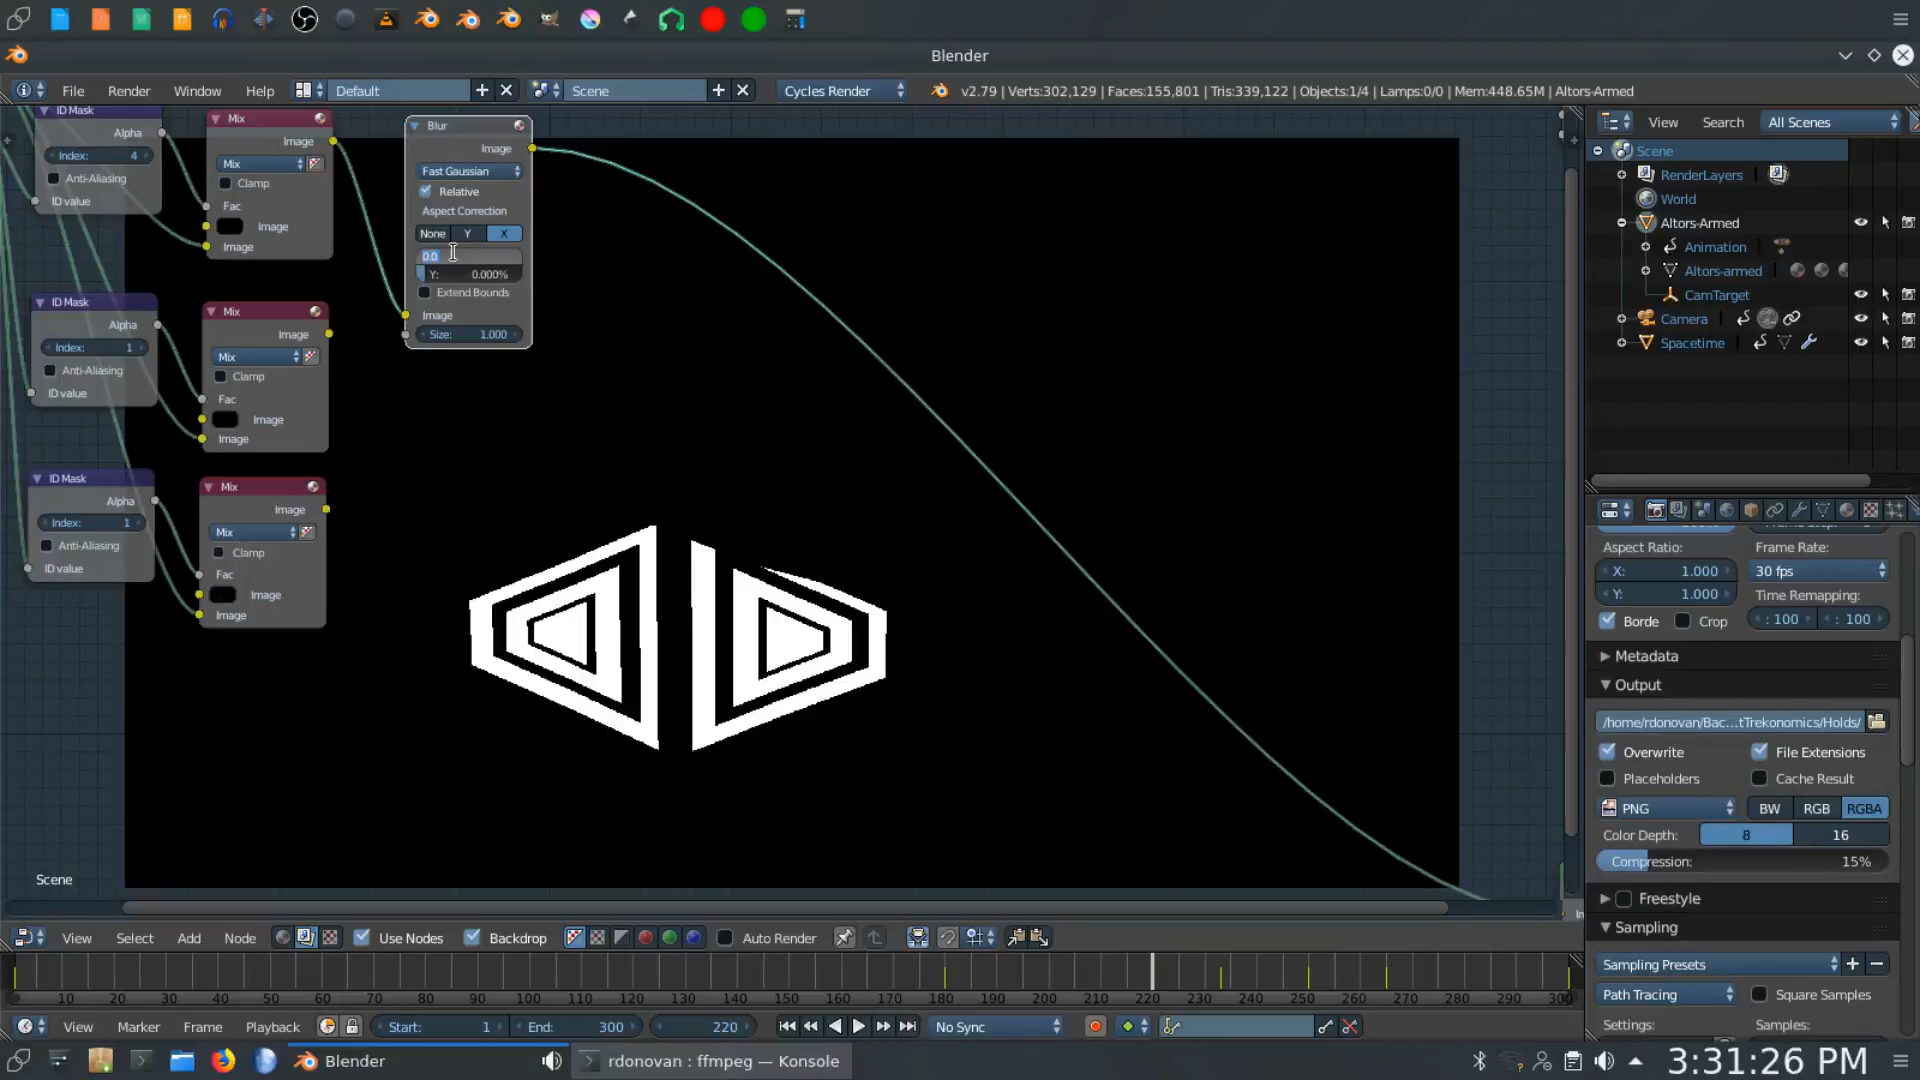 Blender
File Render Window Help Default Scene Cycles Render v2.79 | Verts:302,129 | Faces:155,801 | Tris:339,122 | Objects:1/4 | Lamps:0/0 | Mem:448.65M | Altors-Armed
ID Mask
Alpha
Index: 4
Anti-Aliasing
ID value
Mix
Image
Mix
Clamp
Fac
Image
Image
Blur
Image
Fast Gaussian
Relative
Aspect Correction
None Y X
0.0
Y: 0.000%
Extend Bounds
Image
Size: 1.000
ID Mask
Alpha
Index: 1
Anti-Aliasing
ID value
Mix
Image
Mix
Clamp
Fac
Image
Image
ID Mask
Alpha
Index: 1
Anti-Aliasing
ID value
Mix
Image
Mix
Clamp
Fac
Image
Image
Scene
View Search All Scenes
Scene
RenderLayers
World
Altors-Armed
Animation
Altors-armed
CamTarget
Camera
Spacetime
Aspect Ratio: Frame Rate:
X: 1.000 30 fps
Y: 1.000 Time Remapping:
Borde Crop : 100 : 100
Metadata
Output
/home/rdonovan/Bac...tTrekonomics/Holds/
Overwrite File Extensions
Placeholders Cache Result
PNG BW RGB RGBA
Color Depth: 8 16
Compression: 15%
Freestyle
Sampling
Sampling Presets
Path Tracing Square Samples
Settings: Samples:
View Select Add Node Use Nodes Backdrop Auto Render
10 20 30 40 50 60 70 80 90 100 110 120 130 140 150 160 170 180 190 200 210 220 230 240 250 260 270 280 290 300
View Marker Frame Playback Start: 1 End: 300 220 No Sync
Blender rdonovan : ffmpeg — Konsole 3:31:26 PM